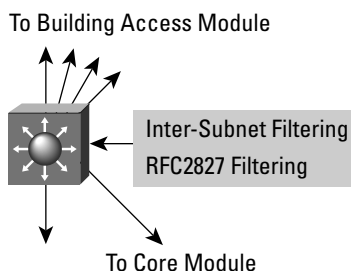 To Building Access Module
Inter-Subnet Filtering
RFC2827 Filtering
To Core Module